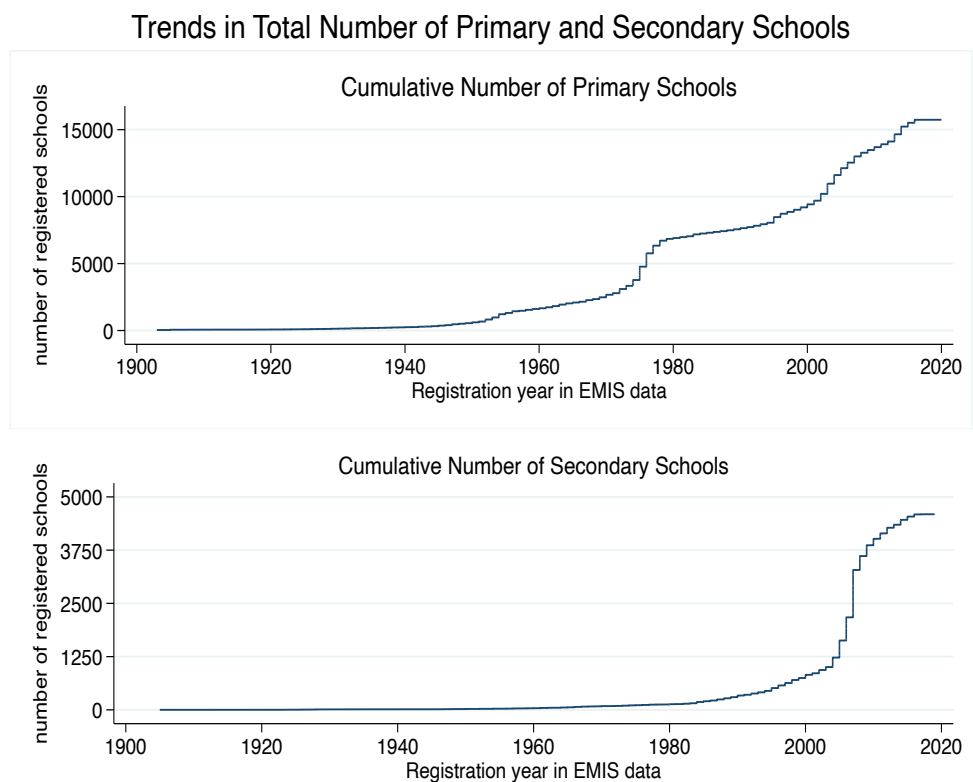 Trends in Total Number of Primary and Secondary Schools
Cumulative Number of Primary Schools
number of registered schools
15000
10000
5000
0
1900 1920 1940 1960 1980 2000 2020
Registration year in EMIS data
Cumulative Number of Secondary Schools
number of registered schools
5000
3750
2500
1250
0
1900 1920 1940 1960 1980 2000 2020
Registration year in EMIS data